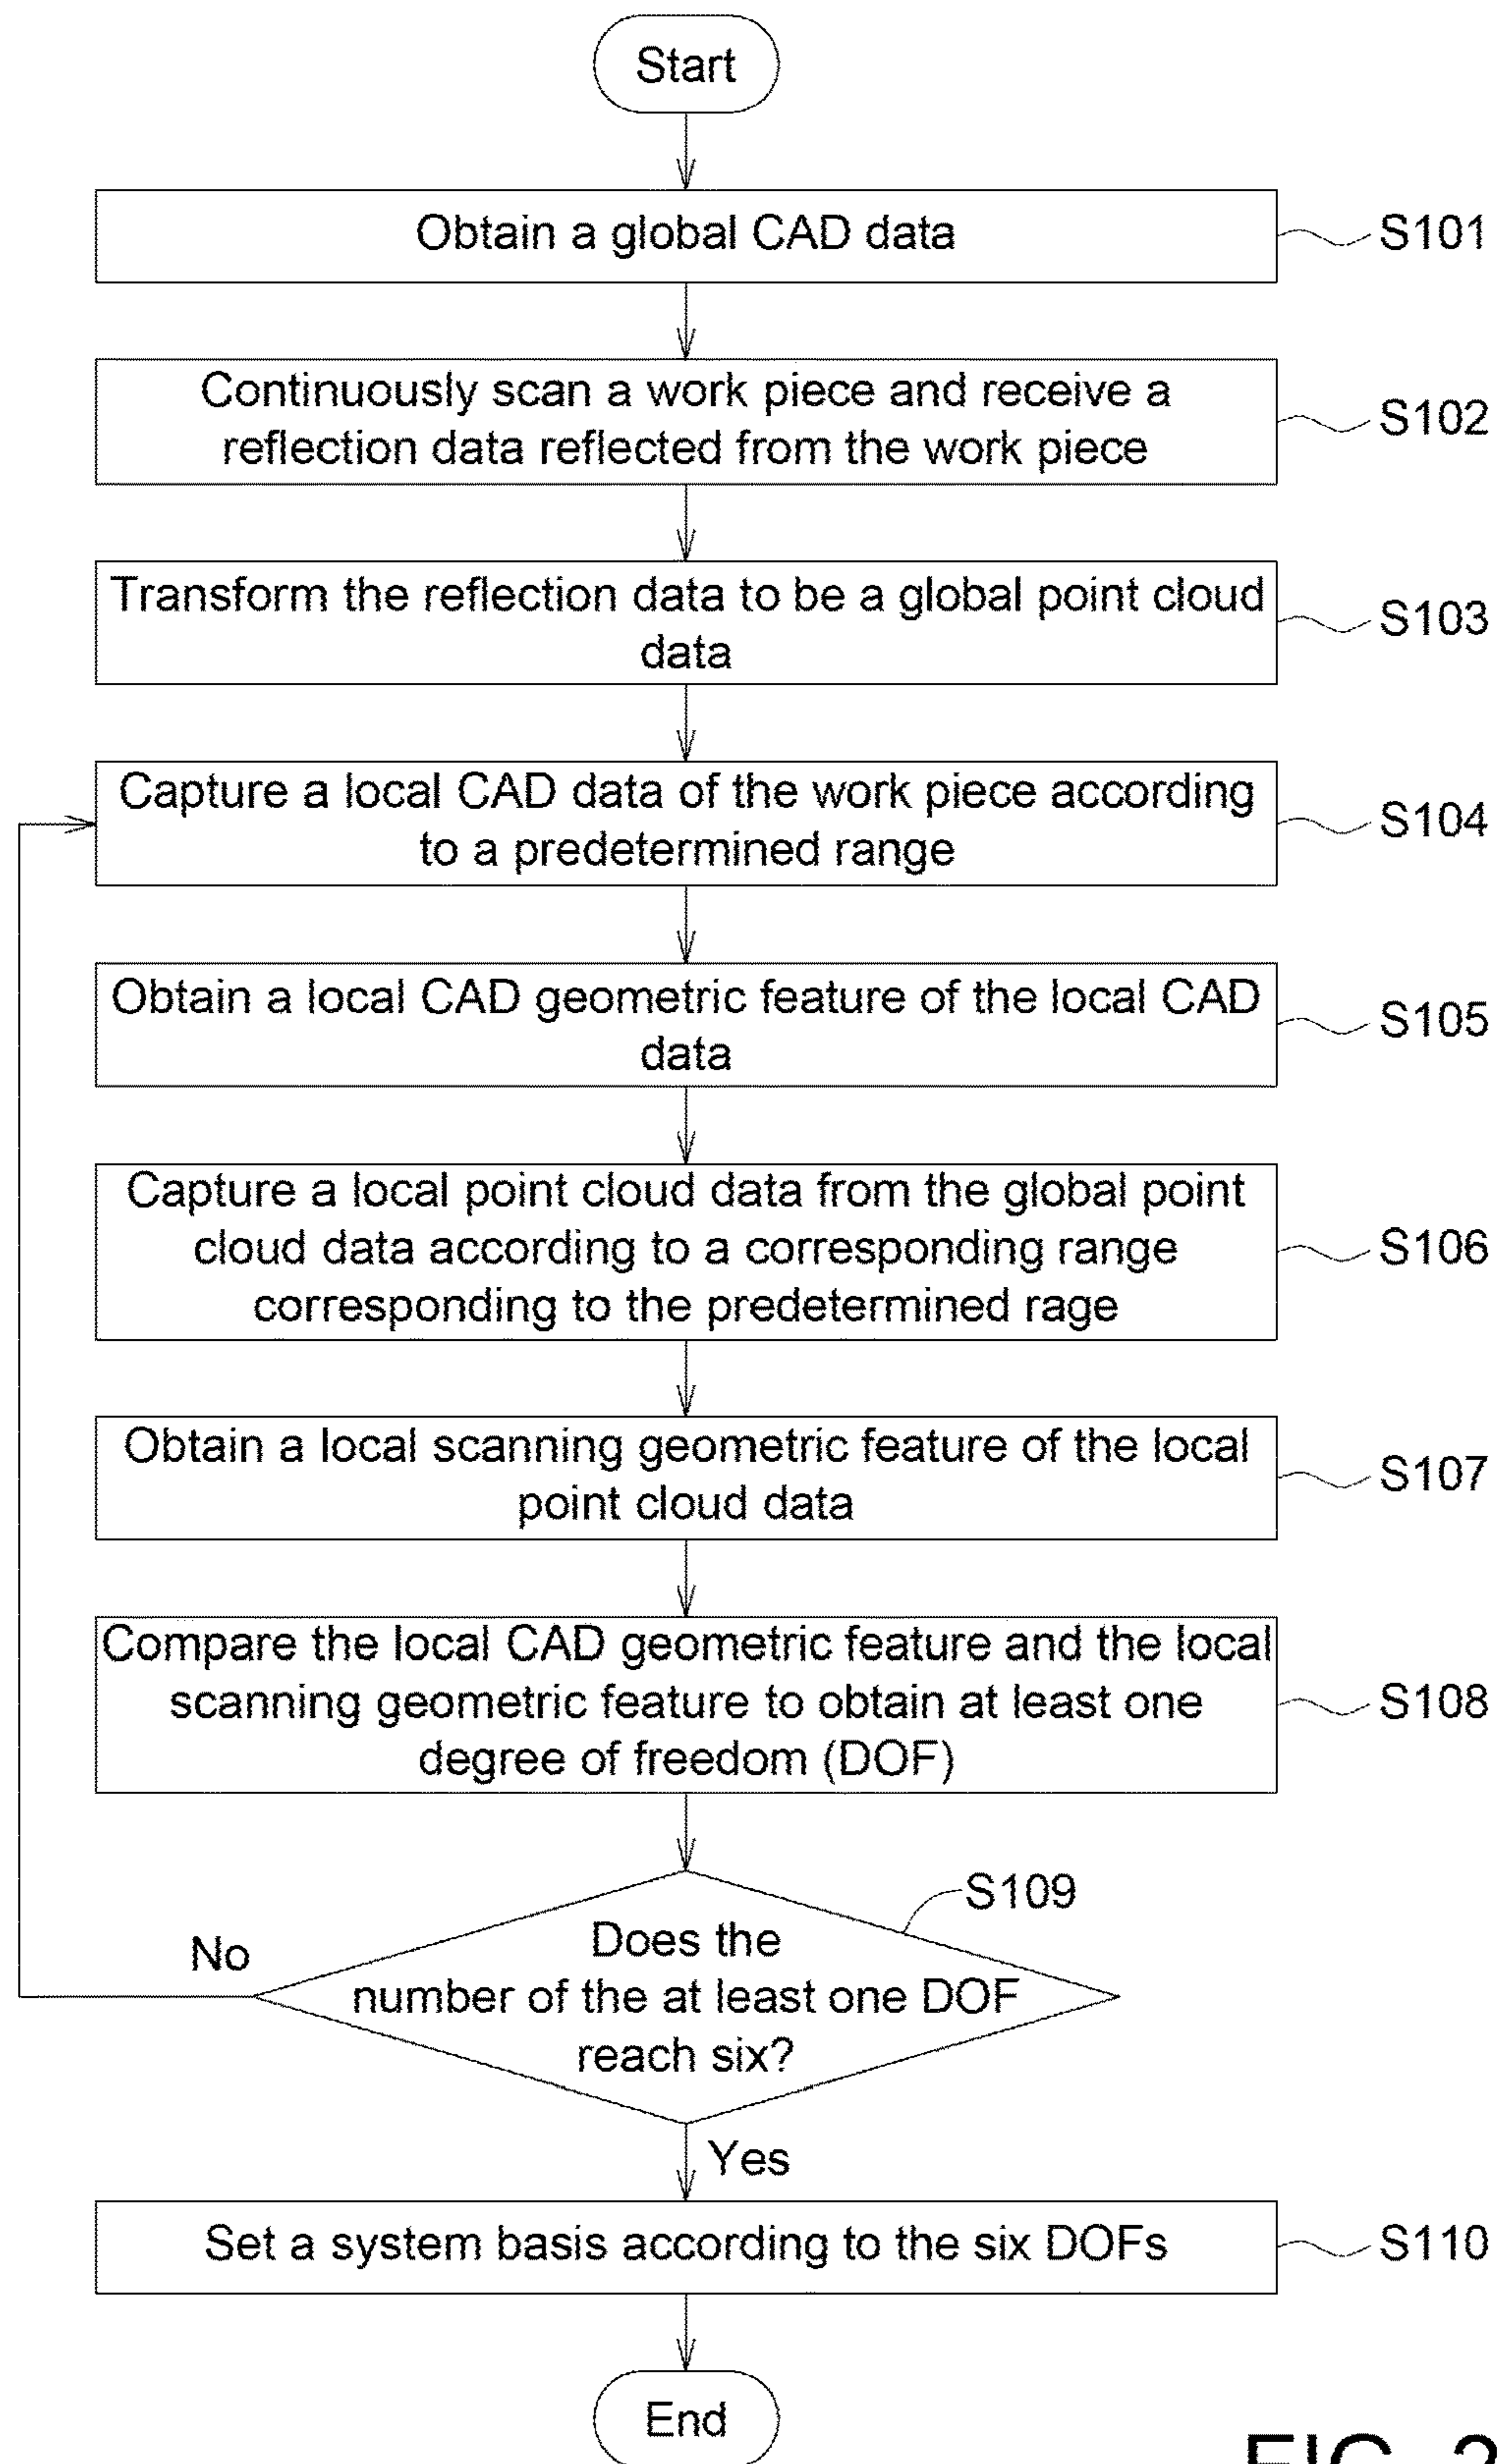 Start
Obtain a global CAD data
S101
Continuously scan a work piece and receive a
reflection data reflected from the work piece
S102
Transform the reflection data to be a global point cloud
data
S103
Capture a local CAD data of the work piece according
to a predetermined range
S104
Obtain a local CAD geometric feature of the local CAD
data
S105
Capture a local point cloud data from the global point
cloud data according to a corresponding range
corresponding to the predetermined rage
S106
Obtain a local scanning geometric feature of the local
point cloud data
S107
Compare the local CAD geometric feature and the local
scanning geometric feature to obtain at least one
degree of freedom (DOF)
S108
S109
Does the
number of the at least one DOF
reach six?
No
Yes
Set a system basis according to the six DOFs
S110
End
FIG. 2